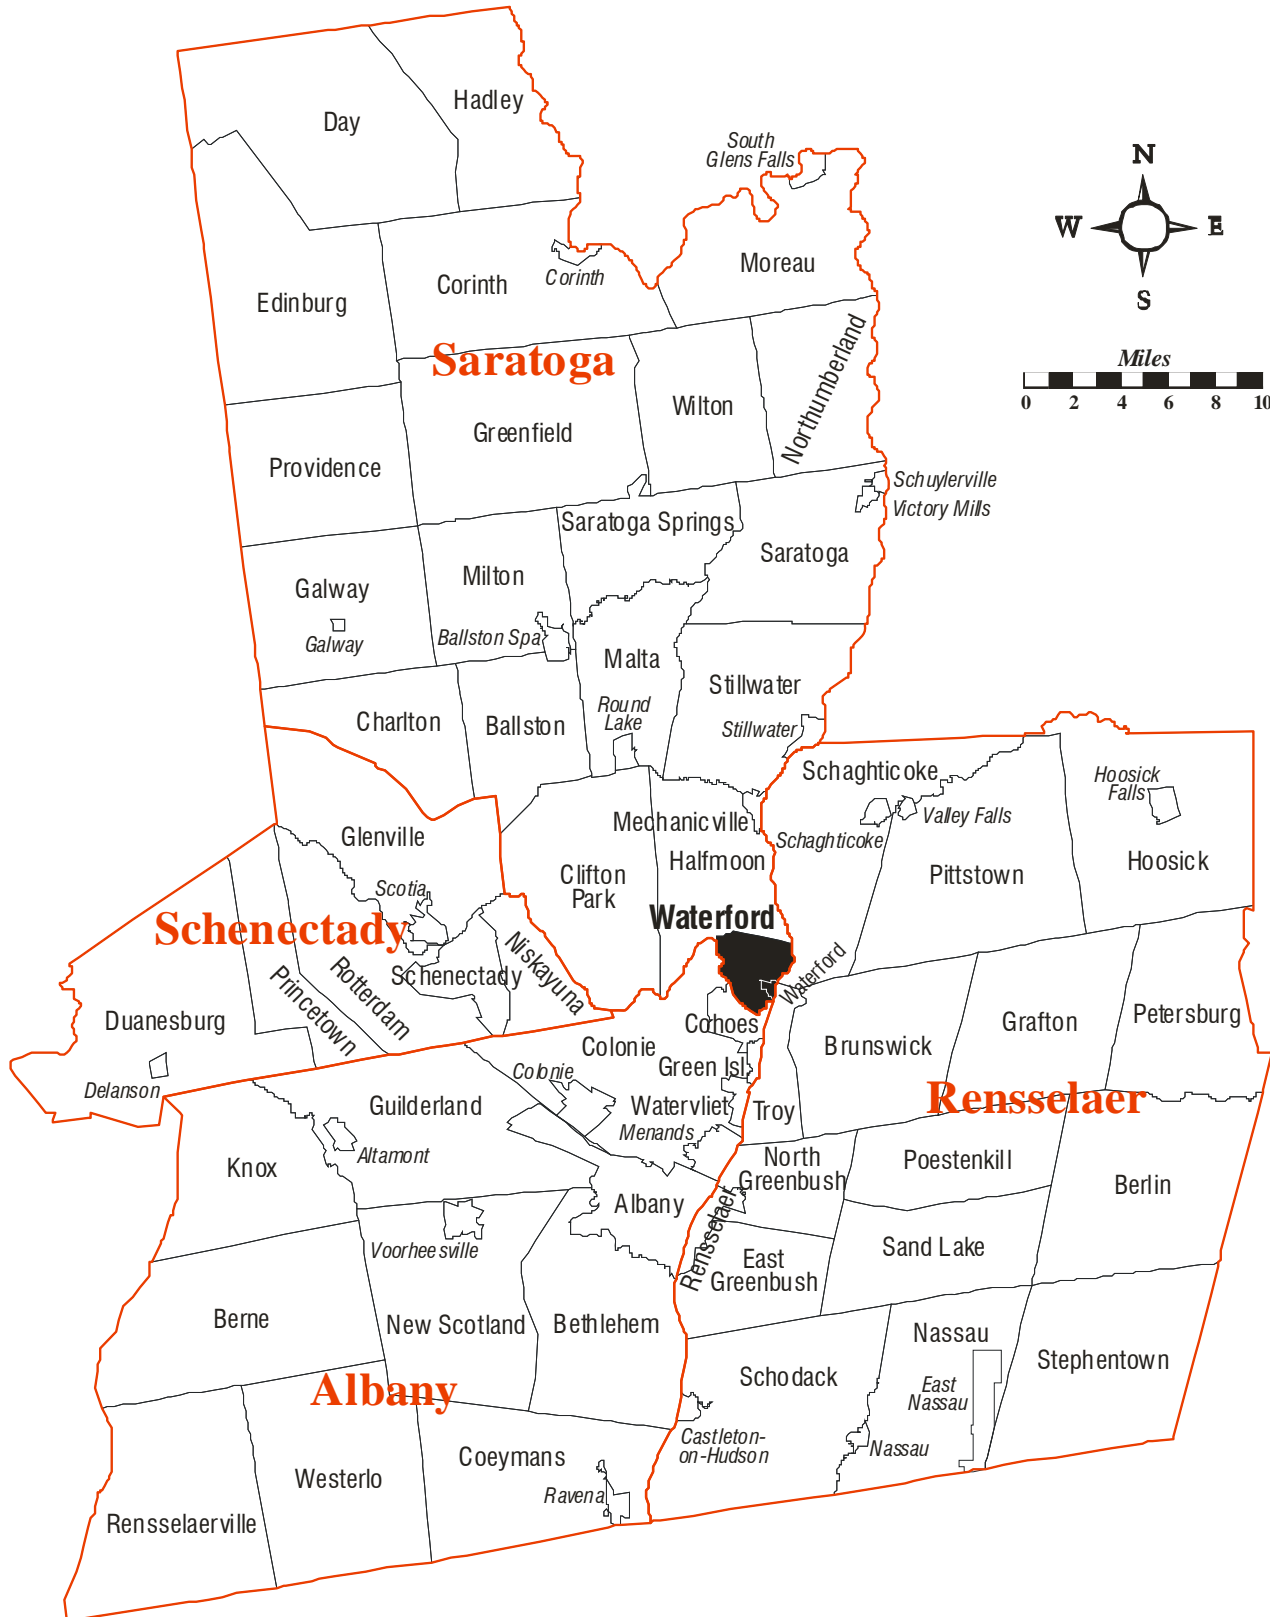 Hadley
Day
South
Glens Falls
N
W
E
S
Moreau
Corinth
Corinth
Edinburg
Saratoga
Northumberland
Miles
0 2 4 6 8 10
Wilton
Greenfield
Providence
Schuylerville
Victory Mills
Saratoga Springs
Saratoga
Milton
Galway
Galway
Ballston Spa
Malta
Stillwater
Round
Lake
Stillwater
Charlton
Ballston
Schaghticoke
Hoosick
Falls
Valley Falls
Mechanicville
Schaghticoke
Glenville
Halfmoon
Hoosick
Clifton
Park
Pittstown
Scotia
Waterford
Schenectady
Niskayuna
Waterford
Schenectady
Rotterdam
Princetown
Duanesburg
Cohoes
Petersburg
Grafton
Colonie
Brunswick
Green Isl.
Colonie
Delanson
Rensselaer
Guilderland
Watervliet
Troy
Menands
Altamont
Knox
North
Greenbush
Poestenkill
Berlin
Albany
Rensselaer
Voorheesville
Sand Lake
East
Greenbush
Berne
New Scotland
Bethlehem
Nassau
Stephentown
Schodack
Albany
East
Nassau
Castleton-
on-Hudson
Nassau
Coeymans
Westerlo
Ravena
Rensselaerville